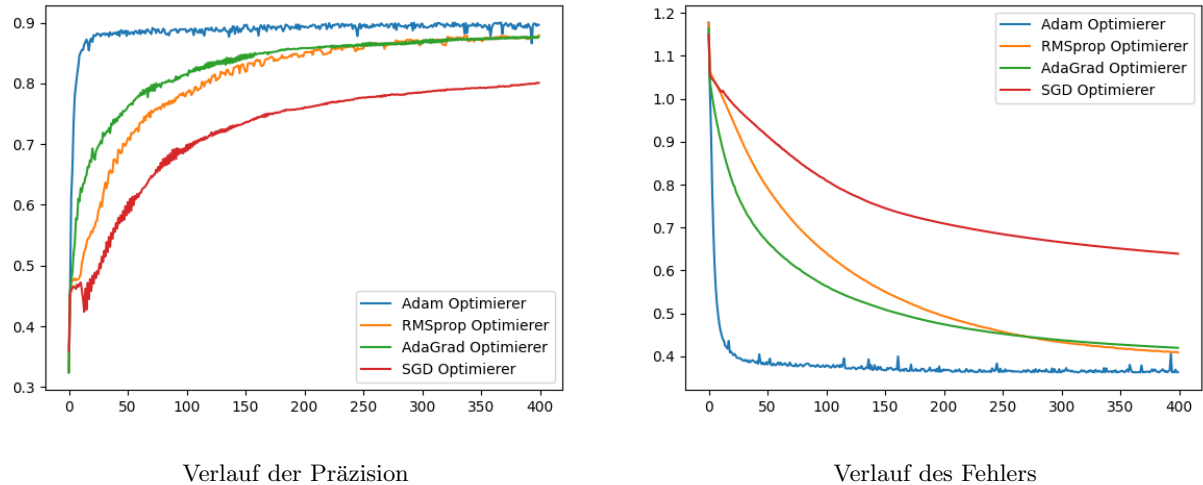 0.9
0.8
0.7
0.6
0.5
0.4
0.3
0 50 100 150 200 250 300 350 400
Adam Optimierer
RMSprop Optimierer
AdaGrad Optimierer
SGD Optimierer
Verlauf der Präzision
1.2
1.1
1.0
0.9
0.8
0.7
0.6
0.5
0.4
0 50 100 150 200 250 300 350 400
Adam Optimierer
RMSprop Optimierer
AdaGrad Optimierer
SGD Optimierer
Verlauf des Fehlers